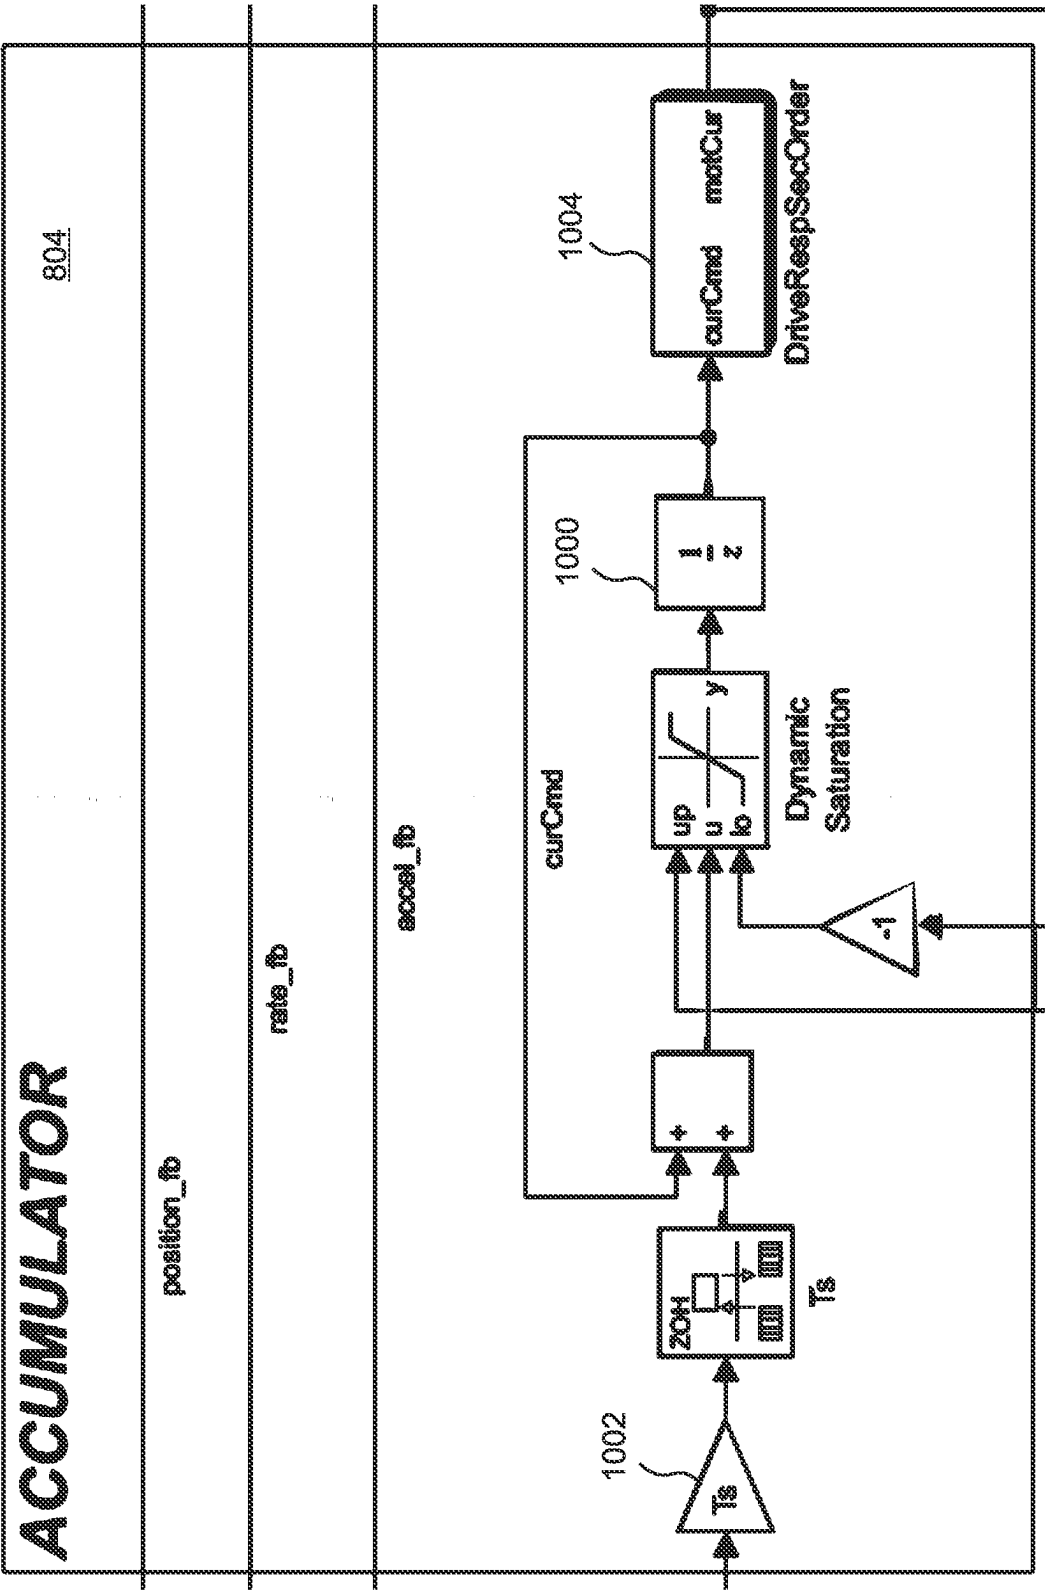 ACCUMULATOR
804
position_fb
rate_fb
accel_fb
curCmd
1002
Ts
ZOH
Ts
+
+
-1
up
u
lo
y
Dynamic
Saturation
1000
1
z
1004
curCmd motCur
DriveRespSecOrder